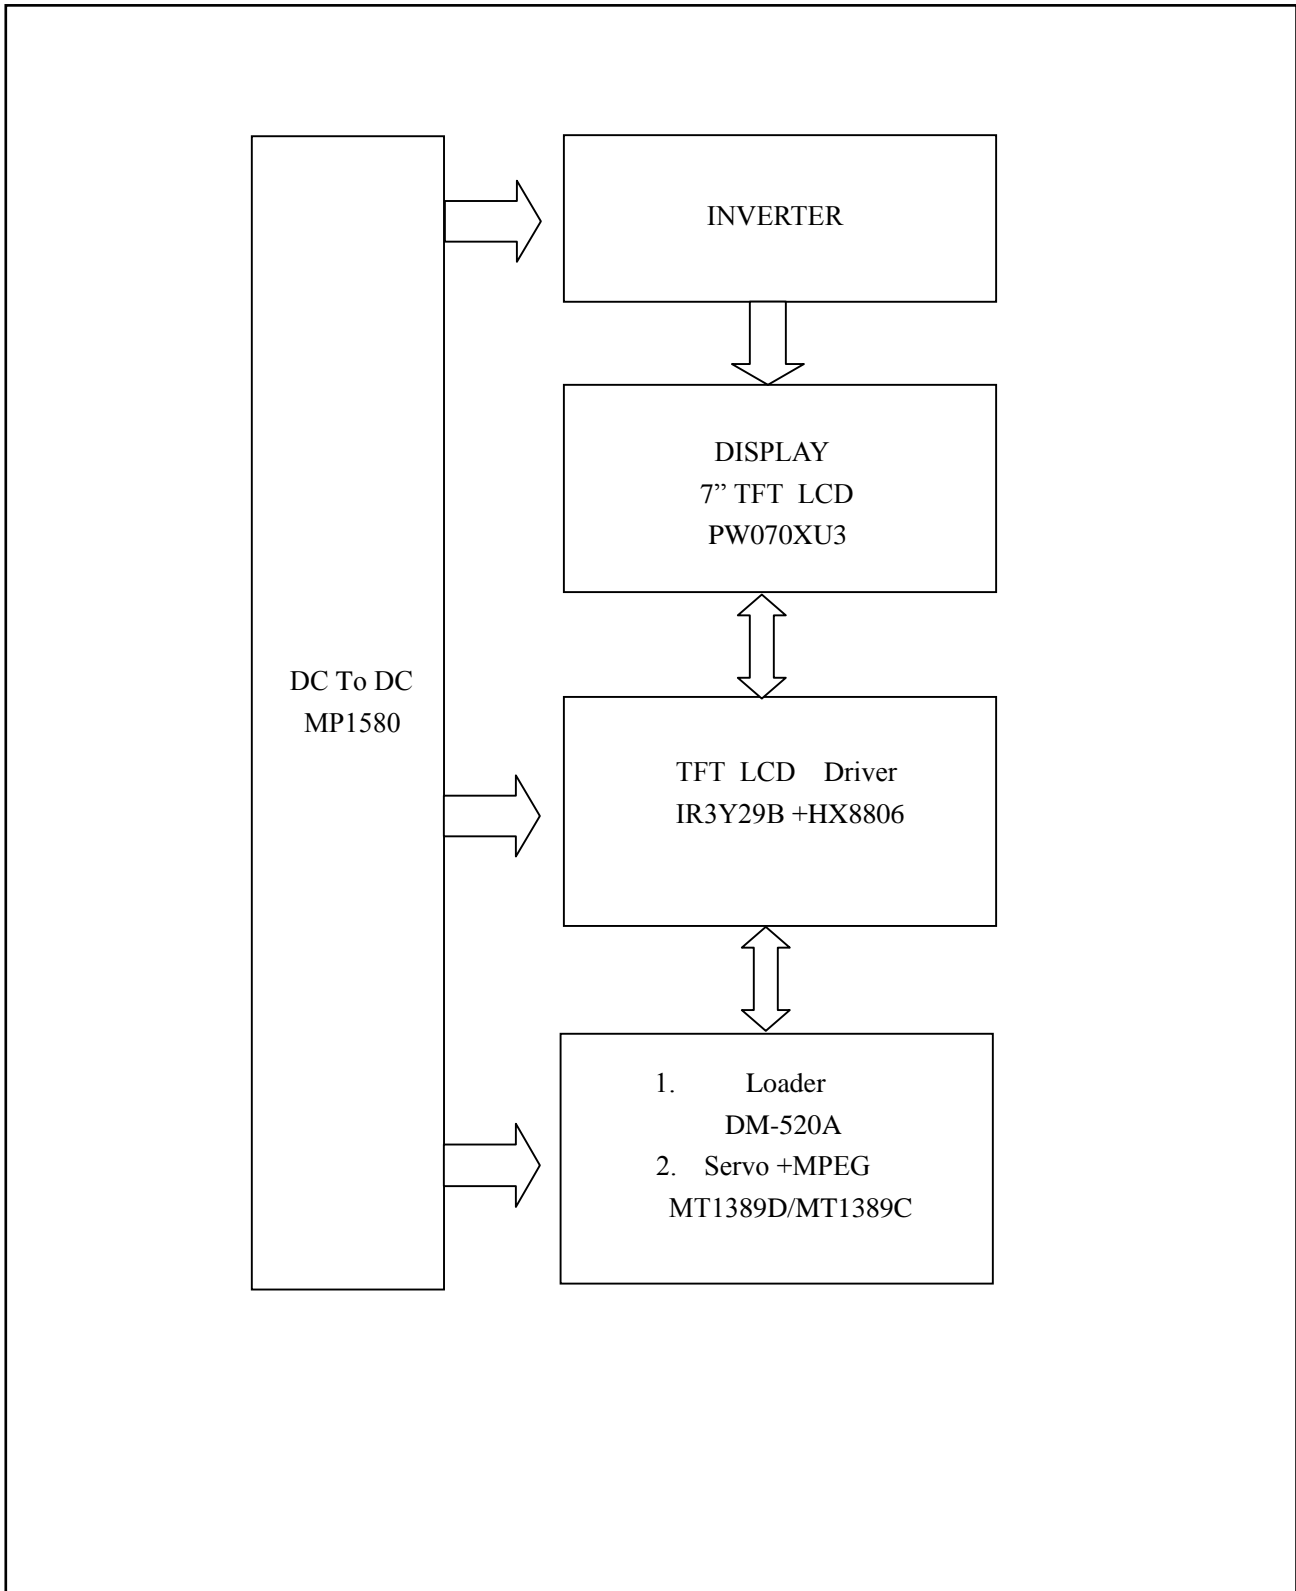 INVERTER
DISPLAY
7” TFT LCD
PW070XU3
DC To DC
MP1580
TFT LCD Driver
IR3Y29B +HX8806
1. Loader
DM-520A
2. Servo +MPEG
MT1389D/MT1389C